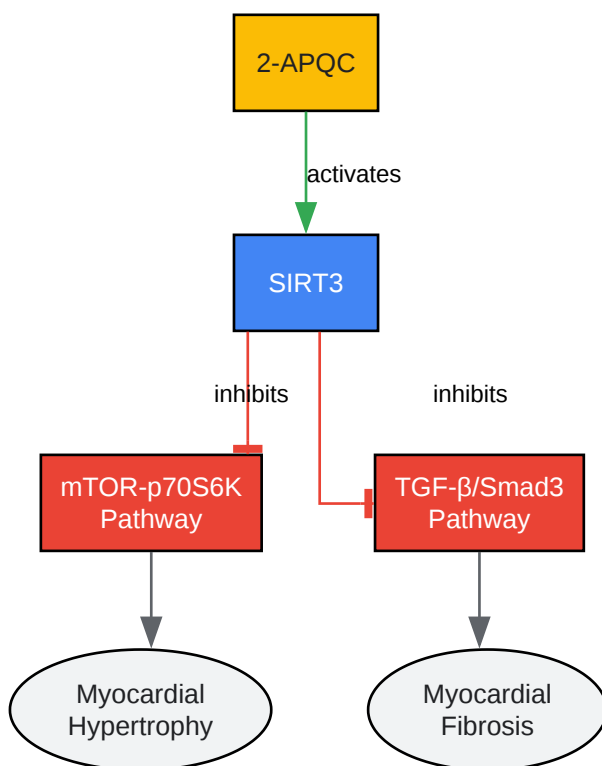 2-APQC
activates
SIRT3
inhibits
inhibits
mTOR-p70S6K
Pathway
TGF-β/Smad3
Pathway
Myocardial
Hypertrophy
Myocardial
Fibrosis